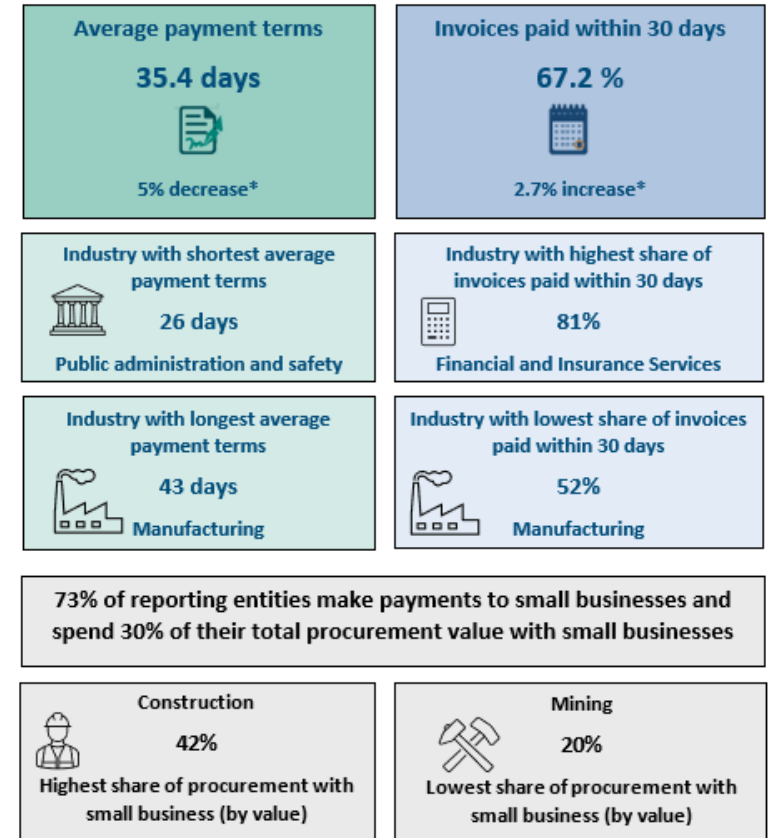 Average payment terms
35.4 days
5% decrease*
Invoices paid within 30 days
67.2 %
2.7% increase*
Industry with shortest average
payment terms
26 days
Public administration and safety
Industry with highest share of
invoices paid within 30 days
81%
Financial and Insurance Services
Industry with longest average
payment terms
43 days
Manufacturing
Industry with lowest share of invoices
paid within 30 days
52%
Manufacturing
73% of reporting entities make payments to small businesses and
spend 30% of their total procurement value with small businesses
Construction
42%
Highest share of procurement with
small business (by value)
Mining
20%
Lowest share of procurement with
small business (by value)